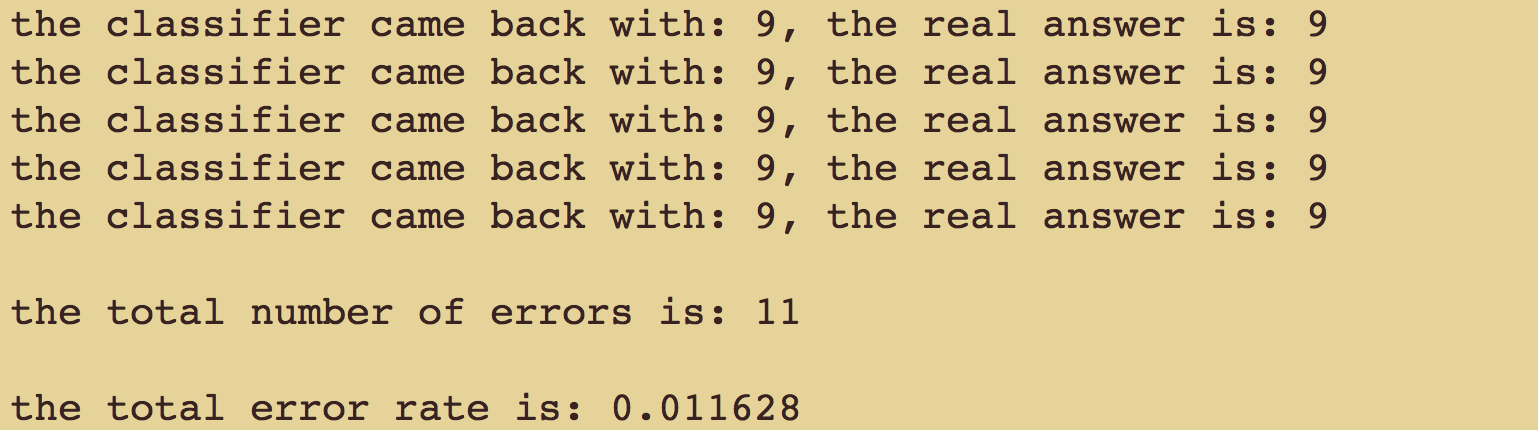 the classifier came back with: 9, the real answer is: 9
the classifier came back with: 9, the real answer is: 9
the classifier came back with: 9, the real answer is: 9
the classifier came back with: 9, the real answer is: 9
the classifier came back with: 9, the real answer is: 9
the total number of errors is: 11
the total error rate is: 0.011628